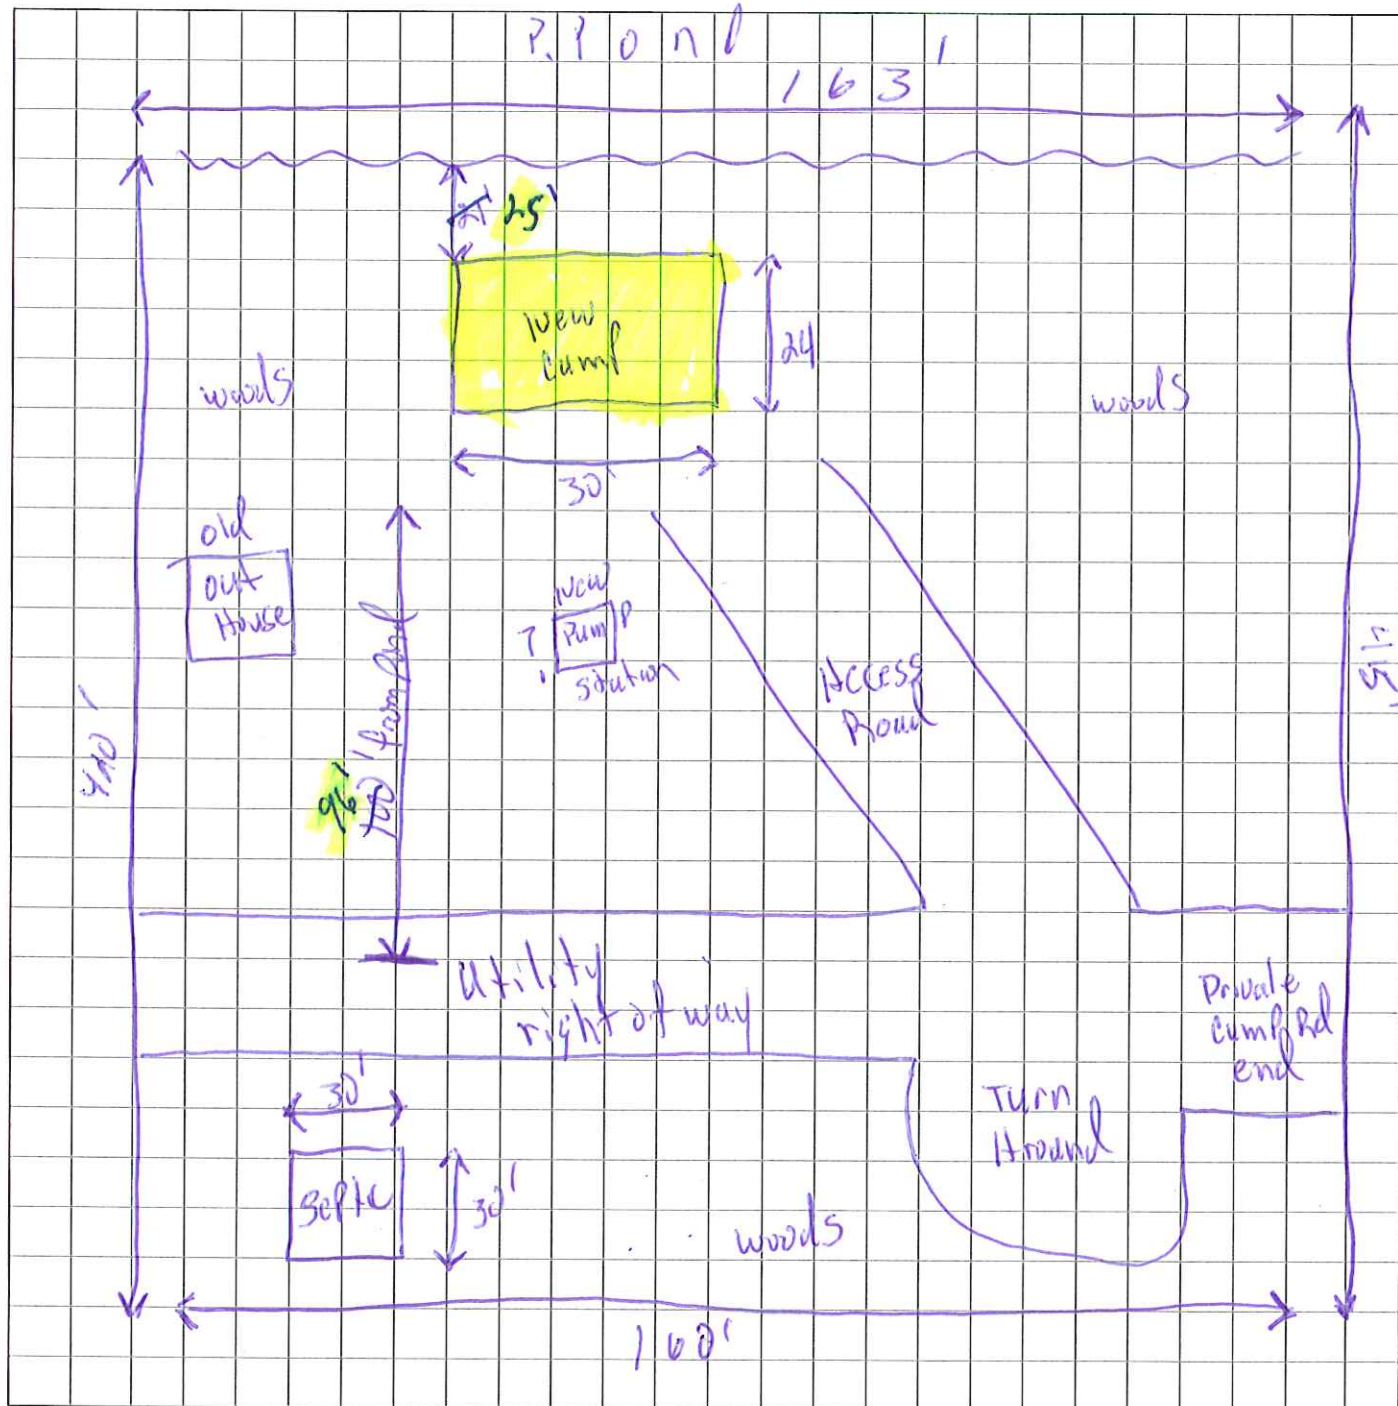 P. Pond
163'
25'
New
Camp
24
30'
woods
woods
old
out
House
New
Pump
station
Access
Road
100' from Pond
96'
Utility
right of way
Private
Camp Rd
end
Turn
Around
30'
Septic
30'
woods
160'